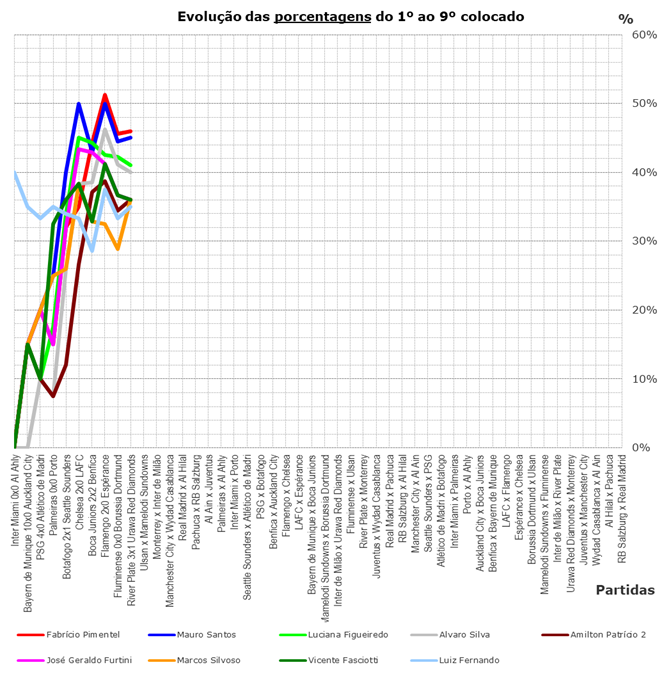 Evolução das porcentagens do 1º ao 9º colocado
%
60%
50%
40%
30%
20%
10%
0%
Inter Miami 0x0 Al Ahly
Bayern de Munique 10x0 Auckland City
PSG 4x0 Atlético de Madri
Palmeiras 0x0 Porto
Botafogo 2x1 Seattle Sounders
Chelsea 2x0 LAFC
Boca Juniors 2x2 Benfica
Flamengo 2x0 Espérance
Fluminense 0x0 Borussia Dortmund
River Plate 3x1 Urawa Red Diamonds
Ulsan x Mamelodi Sundowns
Monterrey x Inter de Milão
Manchester City x Wydad Casablanca
Real Madrid x Al Hilal
Pachuca x RB Salzburg
Al Ain x Juventus
Palmeiras x Al Ahly
Inter Miami x Porto
Seattle Sounders x Atlético de Madri
PSG x Botafogo
Benfica x Auckland City
Flamengo x Chelsea
LAFC x Espérance
Bayern de Munique x Boca Juniors
Mamelodi Sundowns x Borussia Dortmund
Inter de Milão x Urawa Red Diamonds
Fluminense x Ulsan
River Plate x Monterrey
Juventus x Wydad Casablanca
Real Madrid x Pachuca
RB Salzburg x Al Hilal
Manchester City x Al Ain
Seattle Sounders x PSG
Atlético de Madri x Botafogo
Inter Miami x Palmeiras
Porto x Al Ahly
Auckland City x Boca Juniors
Benfica x Bayern de Munique
LAFC x Flamengo
Esperance x Chelsea
Borussia Dortmund x Ulsan
Mamelodi Sundowns x Fluminense
Inter de Milão x River Plate
Urawa Red Diamonds x Monterrey
Juventus x Manchester City
Wydad Casablanca x Al Ain
Al Hilal x Pachuca
RB Salzburg x Real Madrid
Partidas
Fabrício Pimentel
Mauro Santos
Luciana Figueiredo
Alvaro Silva
Amilton Patrício 2
José Geraldo Furtini
Marcos Silvoso
Vicente Fasciotti
Luiz Fernando